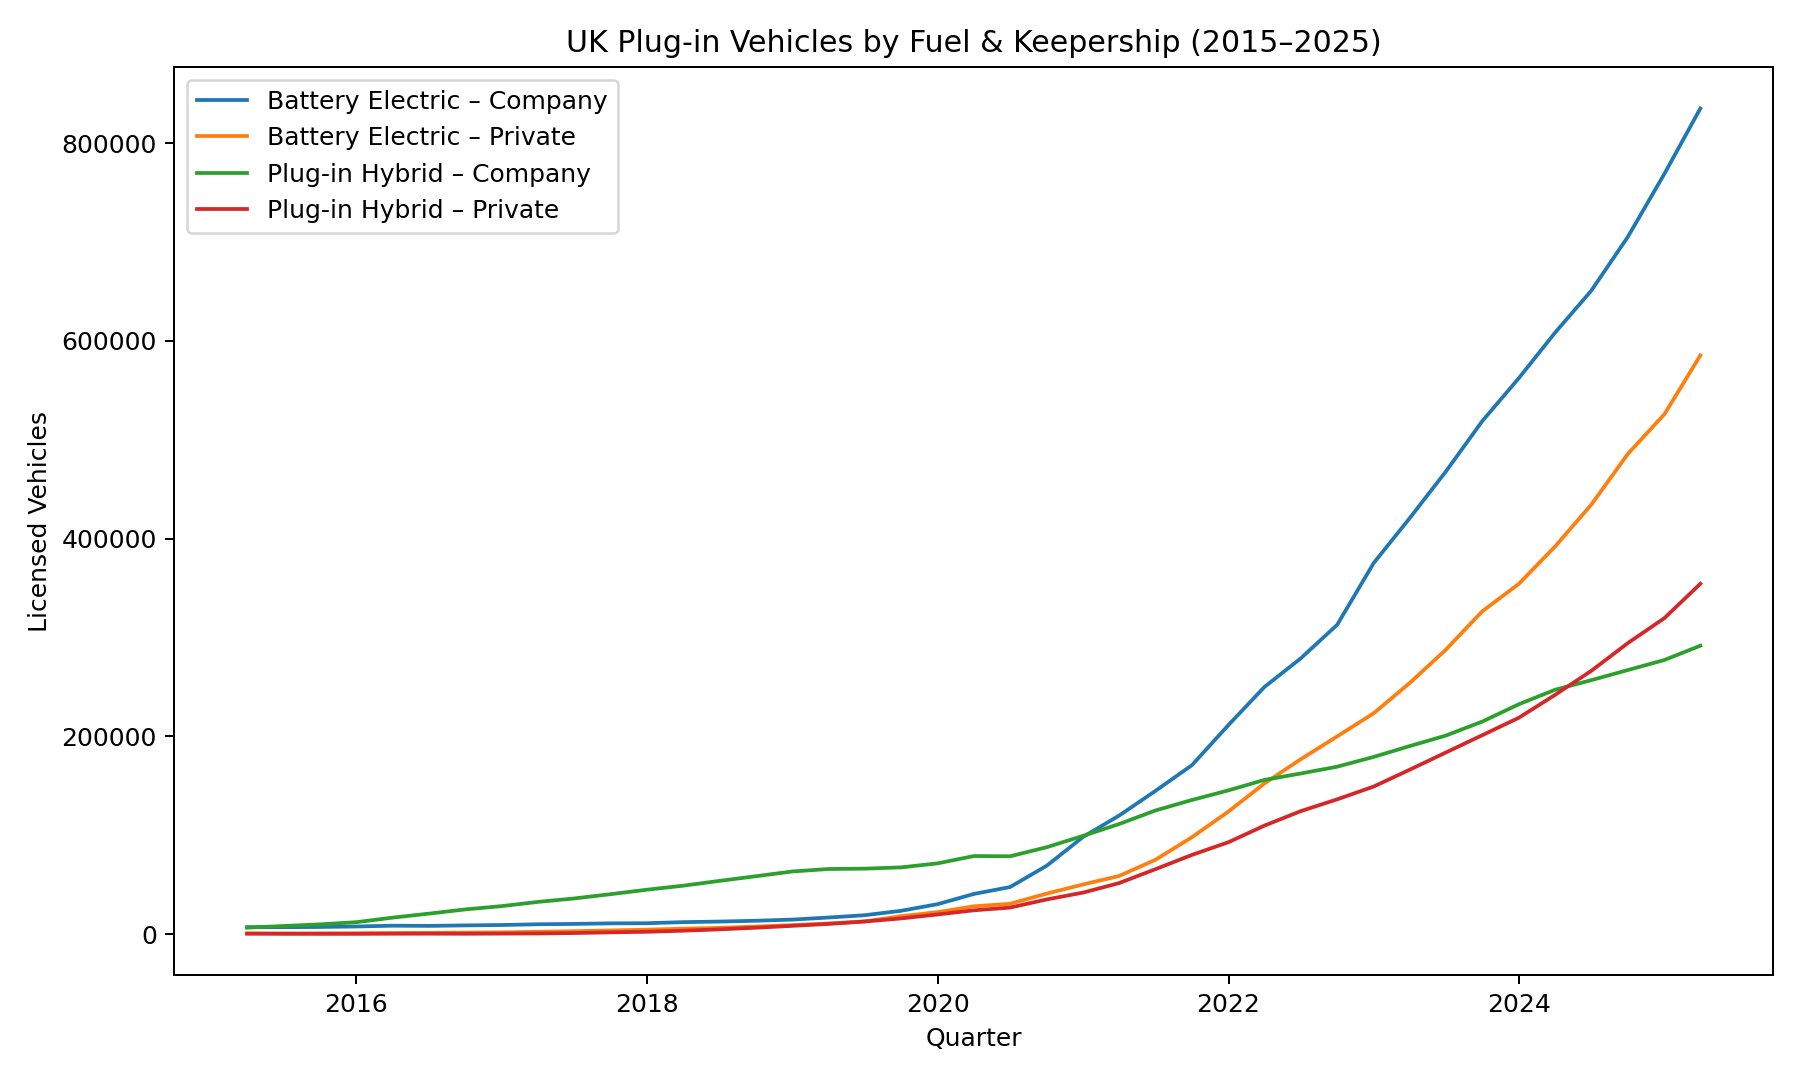 UK Plug-in Vehicles by Fuel & Keepership (2015–2025)
Battery Electric – Company
Battery Electric – Private
Plug-in Hybrid – Company
Plug-in Hybrid – Private
Licensed Vehicles
800000
600000
400000
200000
0
2016 2018 2020 2022 2024
Quarter